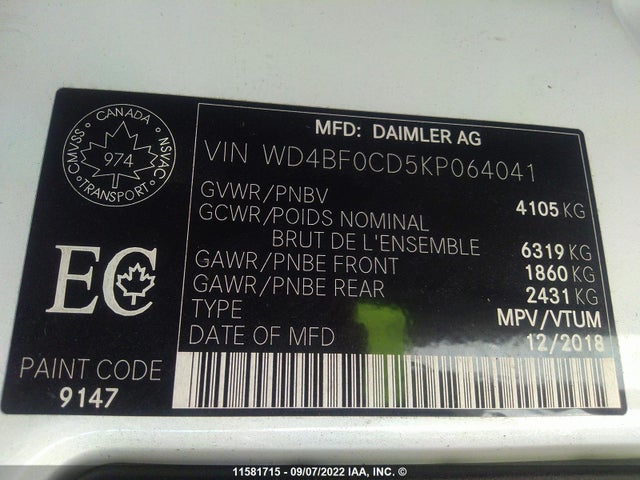 CANADA
CMVSS
NSVAC
974
TRANSPORT
MFD: DAIMLER AG
VIN WD4BF0CD5KP064041
GVWR/PNBV 4105 KG
GCWR/POIDS NOMINAL
BRUT DE L'ENSEMBLE 6319 KG
GAWR/PNBE FRONT 1860 KG
GAWR/PNBE REAR 2431 KG
TYPE MPV/VTUM
DATE OF MFD 12/2018
EC
PAINT CODE
9147
11581715 - 09/07/2022 IAA, INC. ©